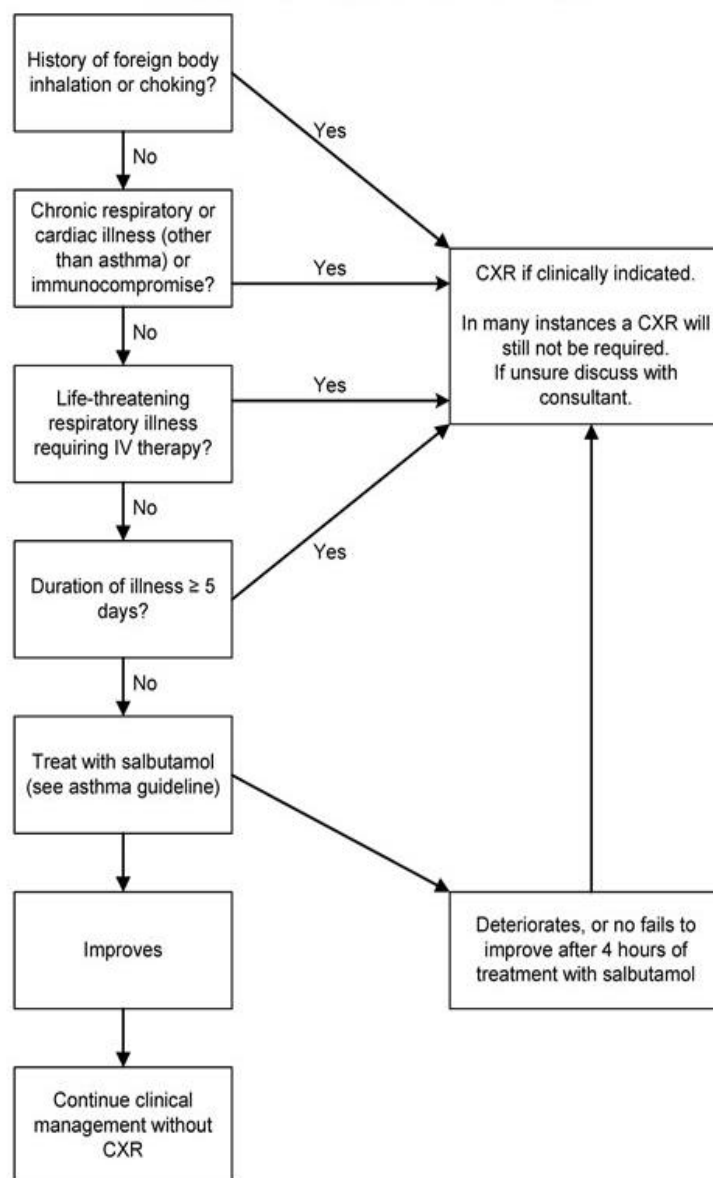 History of foreign body
inhalation or choking?
Yes
No
Chronic respiratory or
cardiac illness (other
than asthma) or
immunocompromise?
Yes
CXR if clinically indicated.
In many instances a CXR will
still not be required.
If unsure discuss with
consultant.
No
Life-threatening
respiratory illness
requiring IV therapy?
Yes
No
Duration of illness ≥ 5
days?
Yes
No
Treat with salbutamol
(see asthma guideline)
Improves
Deteriorates, or no fails to
improve after 4 hours of
treatment with salbutamol
Continue clinical
management without
CXR